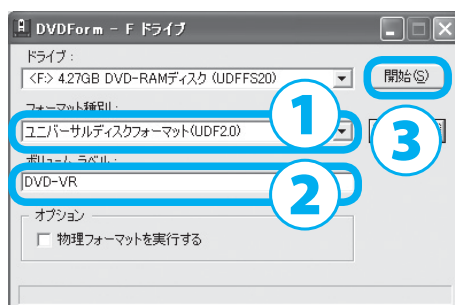 DVDForm - F ドライブ
ドライブ :
<F:> 4.27GB DVD-RAMディスク (UDFFS20)
開始(S)
フォーマット種別 :
ユニバーサルディスクフォーマット(UDF2.0)
1
3
ボリューム ラベル :
DVD-VR
2
オプション
物理フォーマットを実行する